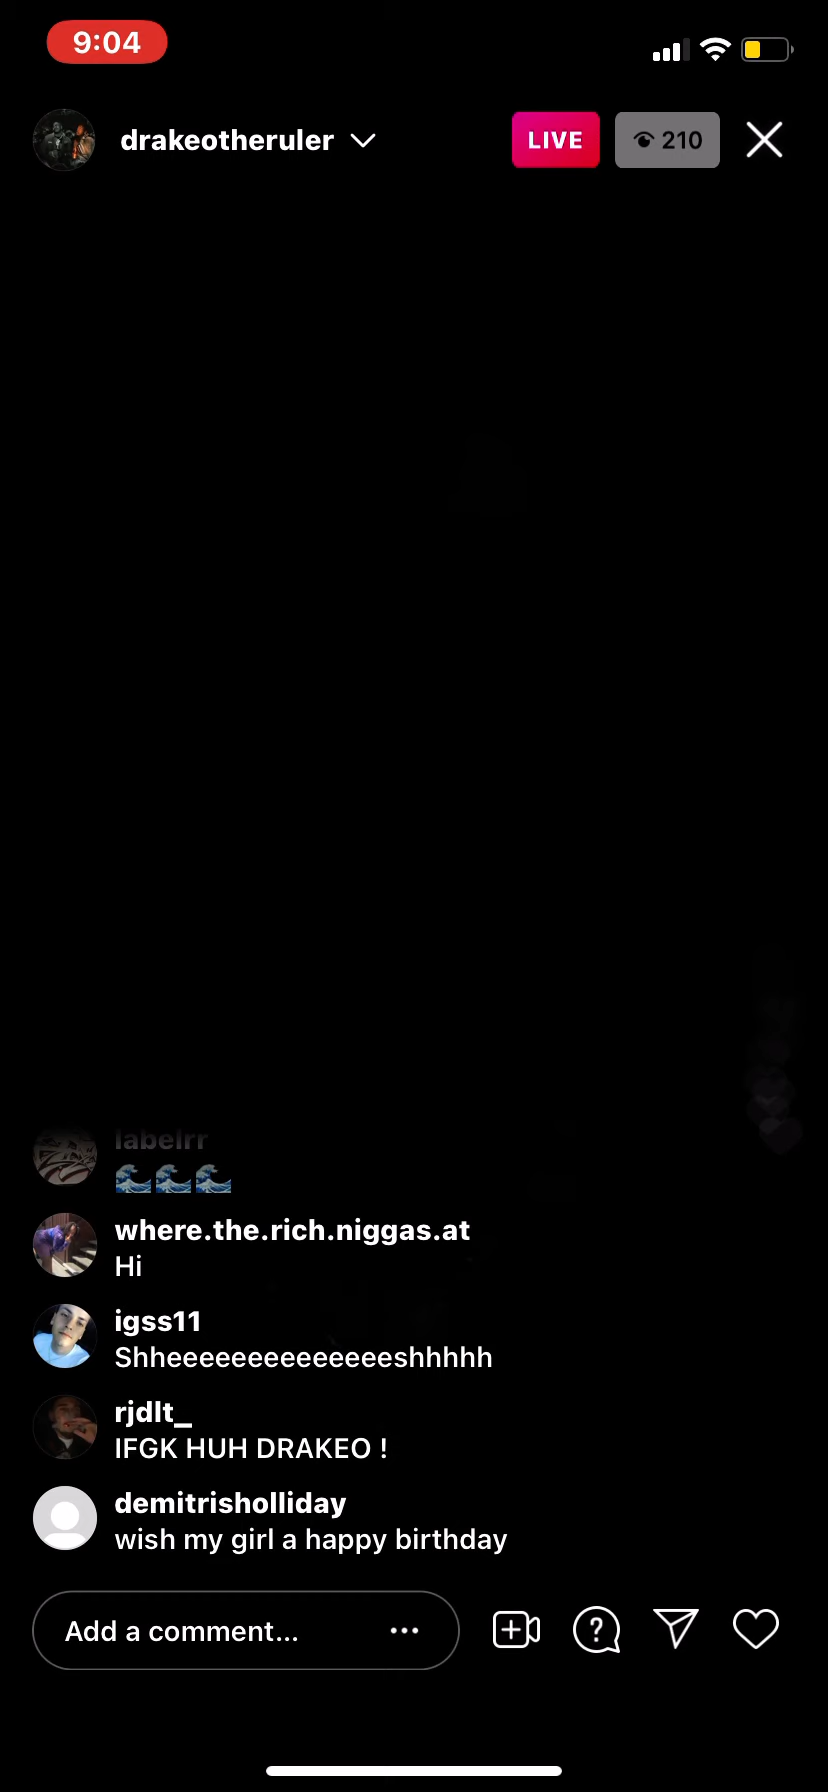 9:04
drakeotheruler
LIVE
210
labelrr
🌊🌊🌊
where.the.rich.niggas.at
Hi
igss11
Shheeeeeeeeeeeeeeshhhhh
rjdlt_
IFGK HUH DRAKEO !
demitrisholliday
wish my girl a happy birthday
Add a comment...